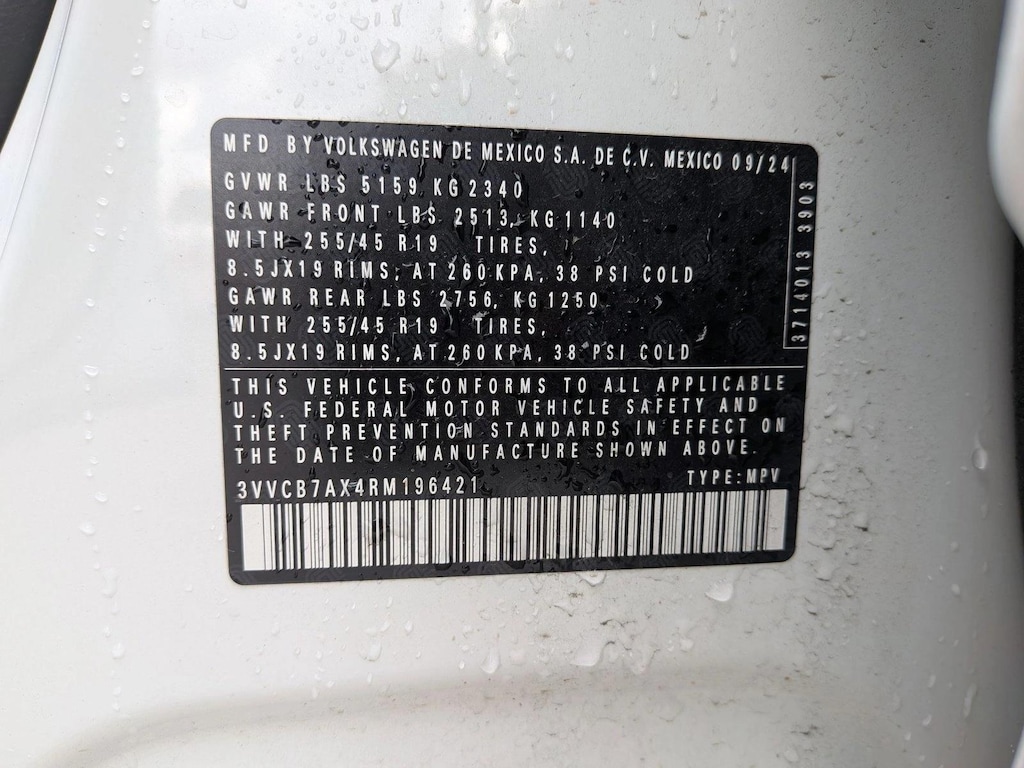 MFD BY VOLKSWAGEN DE MEXICO S.A. DE C.V. MEXICO 09/24
GVWR LBS 5159, KG 2340
GAWR FRONT LBS 2513, KG 1140
WITH 255/45 R19 TIRES,
8.5JX19 RIMS, AT 260 KPA, 38 PSI COLD
GAWR REAR LBS 2756, KG 1250
WITH 255/45 R19 TIRES,
8.5JX19 RIMS, AT 260 KPA, 38 PSI COLD
3714013 3903
THIS VEHICLE CONFORMS TO ALL APPLICABLE
U.S. FEDERAL MOTOR VEHICLE SAFETY AND
THEFT PREVENTION STANDARDS IN EFFECT ON
THE DATE OF MANUFACTURE SHOWN ABOVE.
3VVCB7AX4RM196421 TYPE: MPV